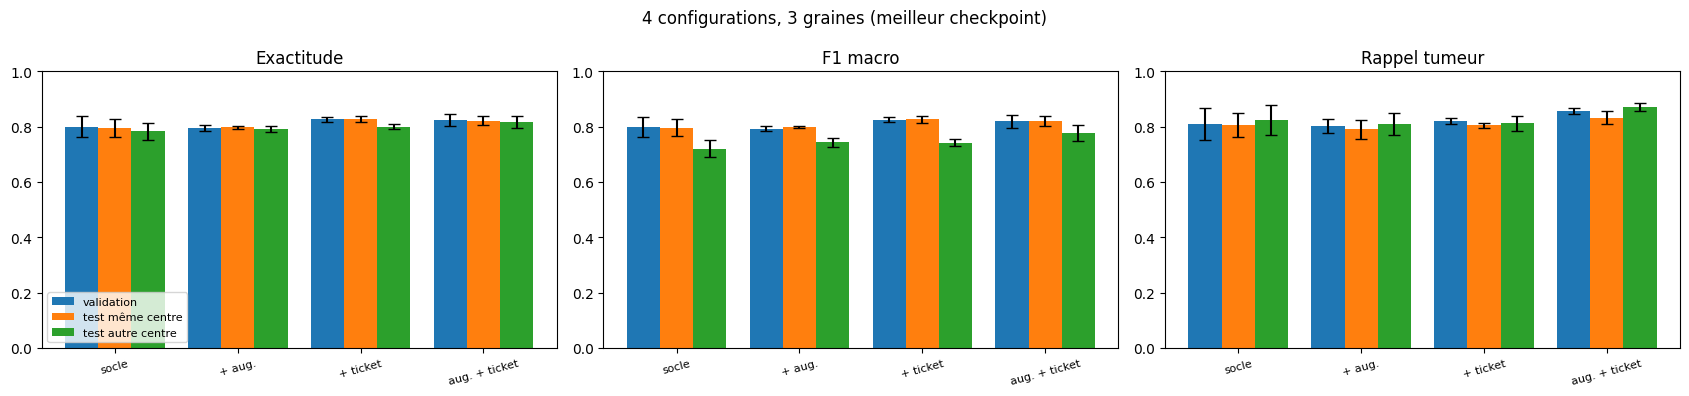 4 configurations, 3 graines (meilleur checkpoint)
Exactitude
1.0
0.8
0.6
0.4
0.2
0.0
validation
test même centre
test autre centre
socle
+ aug.
+ ticket
aug. + ticket
F1 macro
1.0
0.8
0.6
0.4
0.2
0.0
socle
+ aug.
+ ticket
aug. + ticket
Rappel tumeur
1.0
0.8
0.6
0.4
0.2
0.0
socle
+ aug.
+ ticket
aug. + ticket